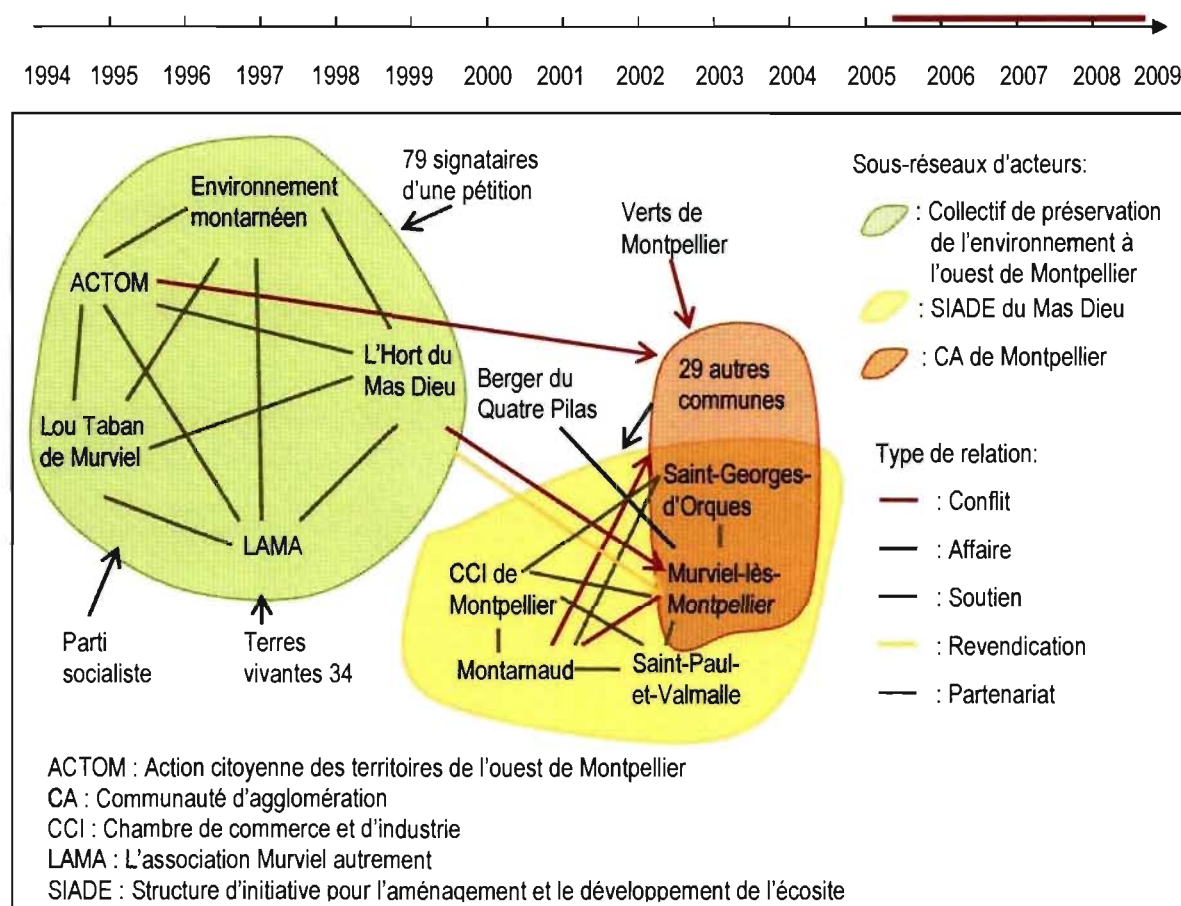 1994 1995 1996 1997 1998 1999 2000 2001 2002 2003 2004 2005 2006 2007 2008 2009
Environnement
montarnéen
79 signataires
d'une pétition
Verts de
Montpellier
ACTOM
L'Hort du
Mas Dieu
Lou Taban
de Murviel
LAMA
Parti
socialiste
Terres
vivantes 34
Berger du
Quatre Pilas
29 autres
communes
Saint-Georges-
d'Orques
CCI de
Montpellier
Murviel-lès-
Montpellier
Montarnaud
Saint-Paul-
et-Valmalle
Sous-réseaux d'acteurs:
: Collectif de préservation
de l'environnement à
l'ouest de Montpellier
: SIADE du Mas Dieu
: CA de Montpellier
Type de relation:
: Conflit
: Affaire
: Soutien
: Revendication
: Partenariat
ACTOM : Action citoyenne des territoires de l'ouest de Montpellier
CA : Communauté d'agglomération
CCI : Chambre de commerce et d'industrie
LAMA : L'association Murviel autrement
SIADE : Structure d'initiative pour l'aménagement et le développement de l'écosite